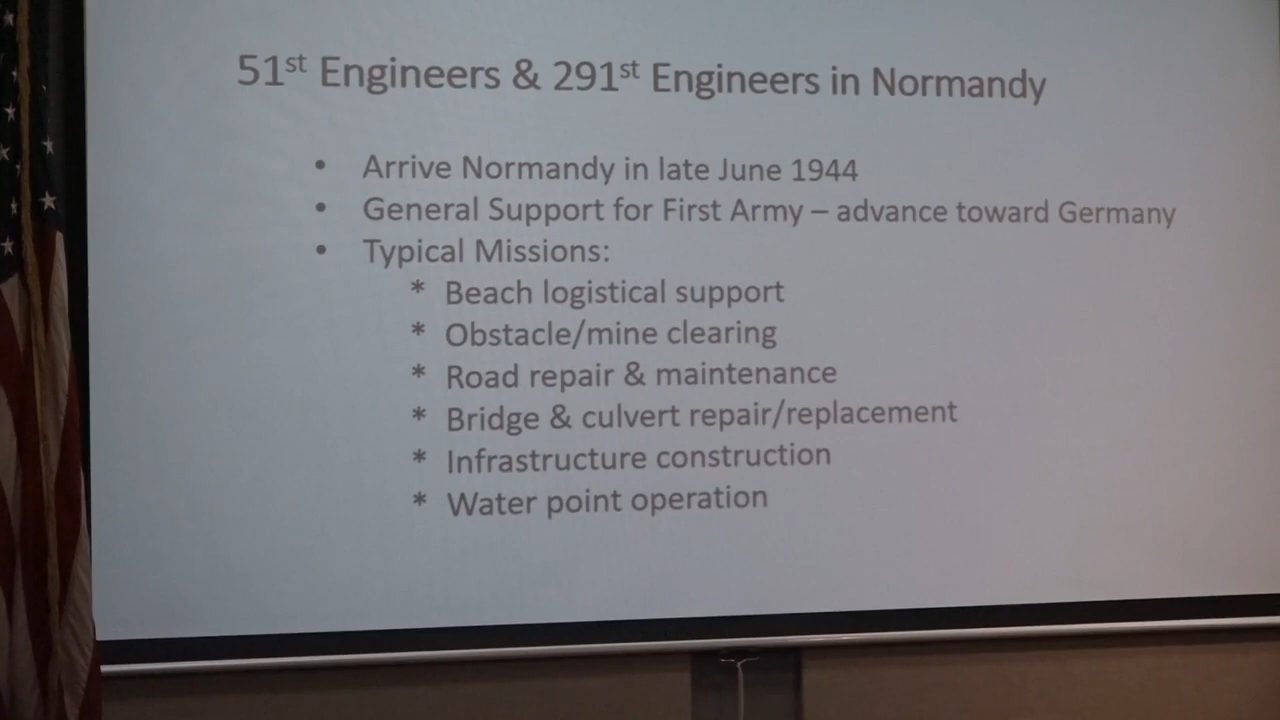 51st Engineers & 291st Engineers in Normandy
• Arrive Normandy in late June 1944
• General Support for First Army – advance toward Germany
• Typical Missions:
* Beach logistical support
* Obstacle/mine clearing
* Road repair & maintenance
* Bridge & culvert repair/replacement
* Infrastructure construction
* Water point operation